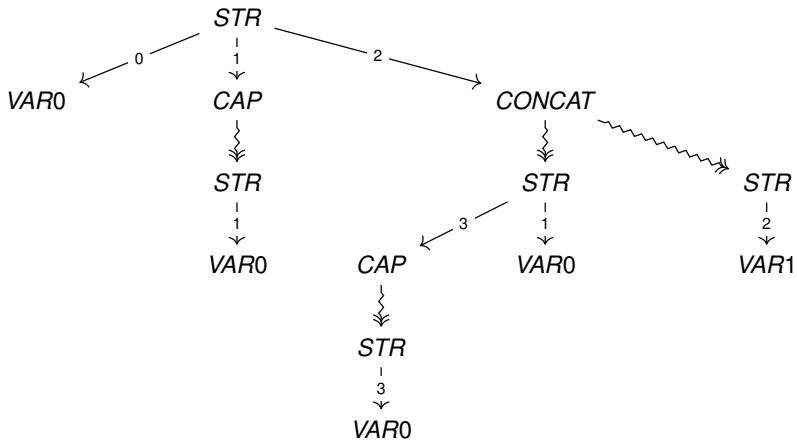 STR
0 1 2
VAR0 CAP CONCAT
STR STR STR
1 3 1 2
VAR0 CAP VAR0 VAR1
STR
3
VAR0